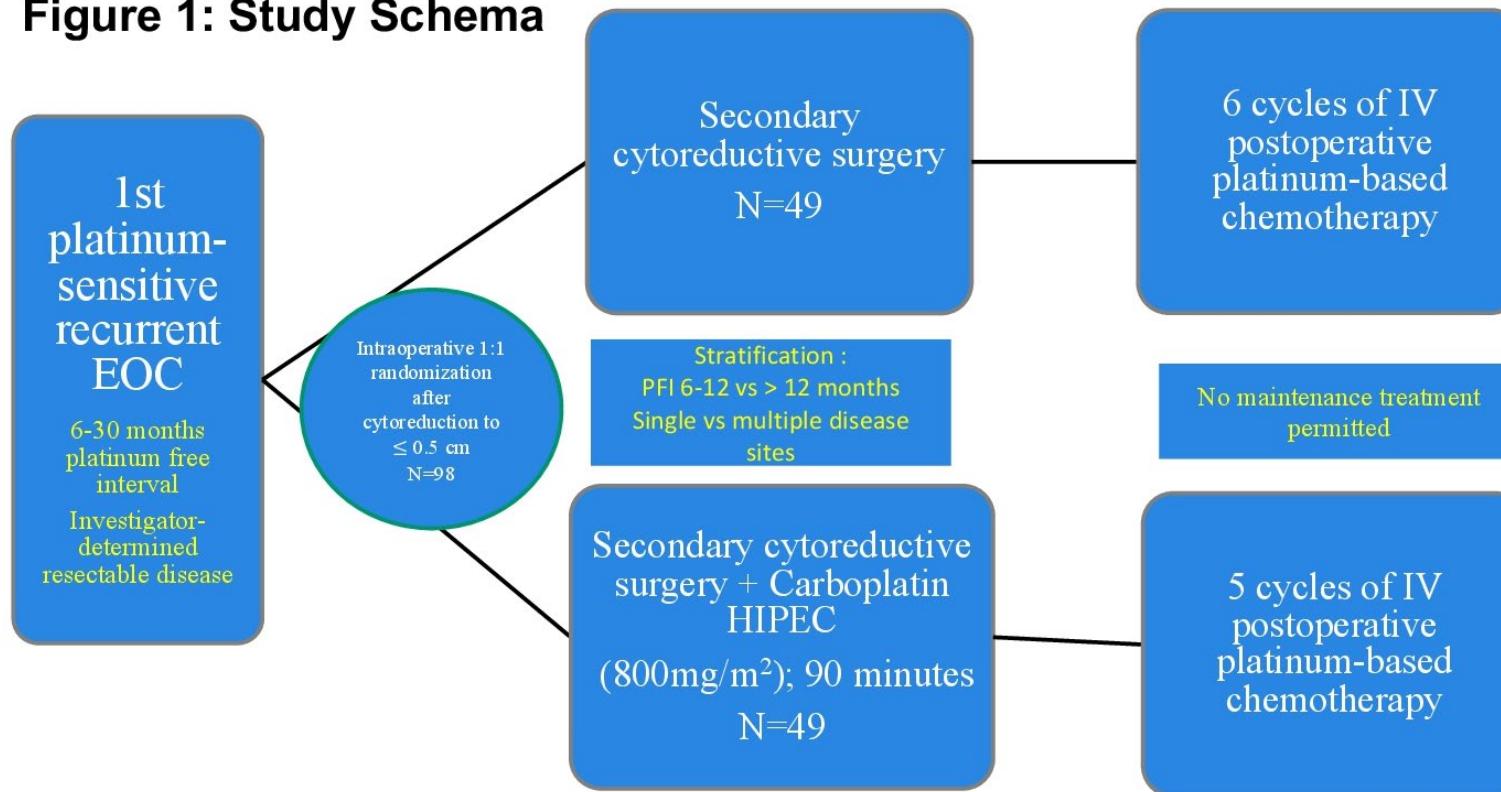 Figure 1: Study Schema
1st
platinum-
sensitive
recurrent
EOC
6-30 months
platinum free
interval
Investigator-
determined
resectable disease
Intraoperative 1:1
randomization
after
cytoreduction to
≤ 0.5 cm
N=98
Secondary
cytoreductive surgery
N=49
6 cycles of IV
postoperative
platinum-based
chemotherapy
Stratification :
PFI 6-12 vs > 12 months
Single vs multiple disease
sites
No maintenance treatment
permitted
Secondary cytoreductive
surgery + Carboplatin
HIPEC
(800mg/m²); 90 minutes
N=49
5 cycles of IV
postoperative
platinum-based
chemotherapy